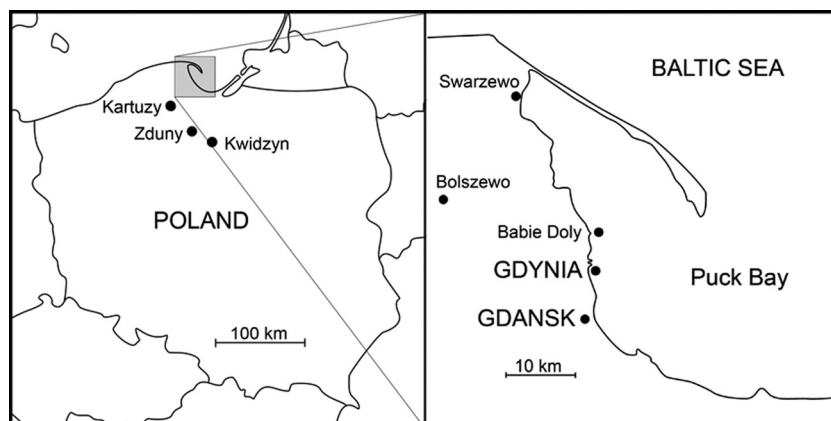 Kartuzy
Zduny
Kwidzyn
POLAND
100 km
BALTIC SEA
Swarzewo
Bolszewo
Babie Doly
GDYNIA
Puck Bay
GDANSK
10 km